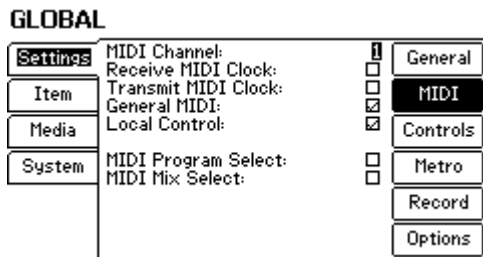 GLOBAL
Settings
Item
Media
System
MIDI Channel: 1
Receive MIDI Clock:
Transmit MIDI Clock:
General MIDI:
Local Control:
MIDI Program Select:
MIDI Mix Select:
General
MIDI
Controls
Metro
Record
Options